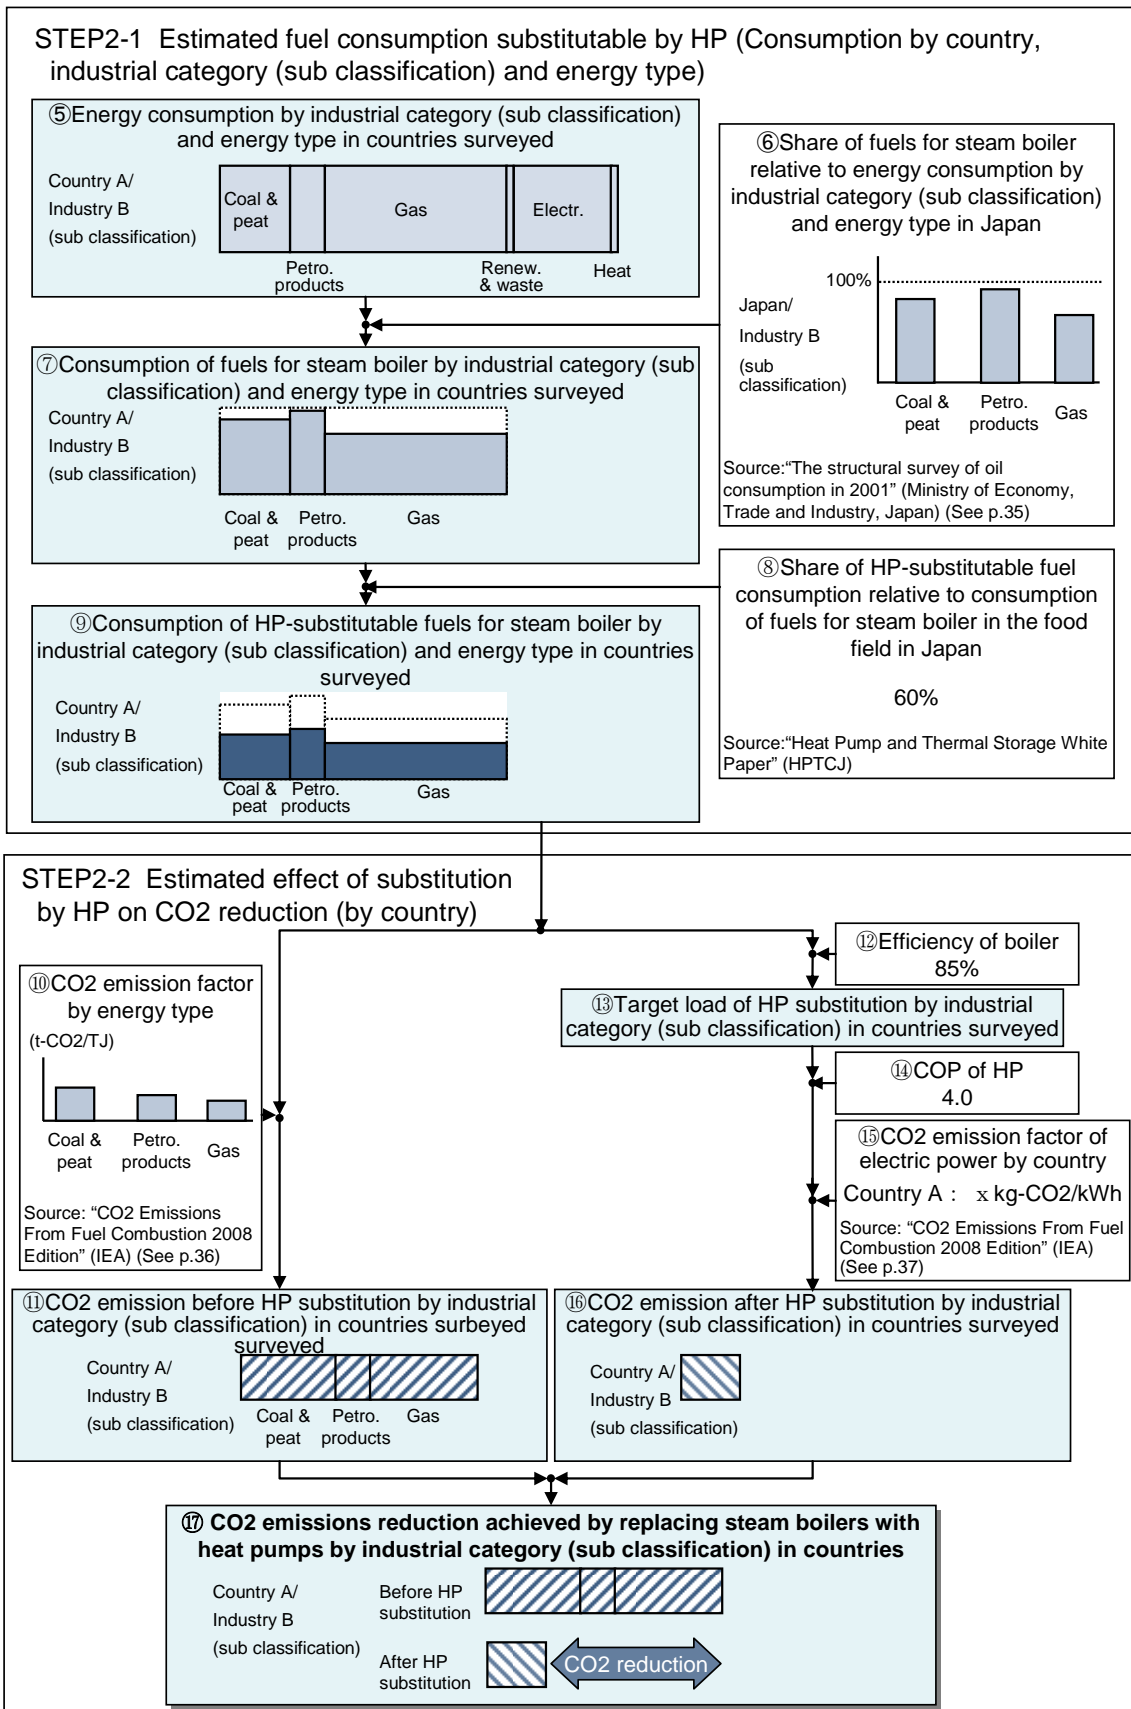 STEP2-1 Estimated fuel consumption substitutable by HP (Consumption by country,
industrial category (sub classification) and energy type)
⑤Energy consumption by industrial category (sub classification)
and energy type in countries surveyed
Country A/
Industry B
(sub classification)
Coal &
peat
Gas
Electr.
Petro.
products
Renew.
& waste
Heat
⑥Share of fuels for steam boiler
relative to energy consumption by
industrial category (sub classification)
and energy type in Japan
100%
Japan/
Industry B
(sub
classification)
Coal &
peat
Petro.
products
Gas
Source:“The structural survey of oil
consumption in 2001” (Ministry of Economy,
Trade and Industry, Japan) (See p.35)
⑦Consumption of fuels for steam boiler by industrial category (sub
classification) and energy type in countries surveyed
Country A/
Industry B
(sub classification)
Coal &
peat
Petro.
products
Gas
⑧Share of HP-substitutable fuel
consumption relative to consumption
of fuels for steam boiler in the food
field in Japan
60%
Source:“Heat Pump and Thermal Storage White
Paper” (HPTCJ)
⑨Consumption of HP-substitutable fuels for steam boiler by
industrial category (sub classification) and energy type in countries
surveyed
Country A/
Industry B
(sub classification)
Coal &
peat
Petro.
products
Gas
STEP2-2 Estimated effect of substitution
by HP on CO2 reduction (by country)
⑩CO2 emission factor
by energy type
(t-CO2/TJ)
Coal &
peat
Petro.
products
Gas
Source: “CO2 Emissions
From Fuel Combustion 2008
Edition” (IEA) (See p.36)
⑫Efficiency of boiler
85%
⑬Target load of HP substitution by industrial
category (sub classification) in countries surveyed
⑭COP of HP
4.0
⑮CO2 emission factor of
electric power by country
Country A : x kg-CO2/kWh
Source: “CO2 Emissions From Fuel
Combustion 2008 Edition” (IEA)
(See p.37)
⑪CO2 emission before HP substitution by industrial
category (sub classification) in countries surbeyed
surveyed
Country A/
Industry B
(sub classification)
Coal &
peat
Petro.
products
Gas
⑯CO2 emission after HP substitution by industrial
category (sub classification) in countries surveyed
Country A/
Industry B
(sub classification)
⑰ CO2 emissions reduction achieved by replacing steam boilers with
heat pumps by industrial category (sub classification) in countries
Country A/
Industry B
(sub classification)
Before HP
substitution
After HP
substitution
CO2 reduction